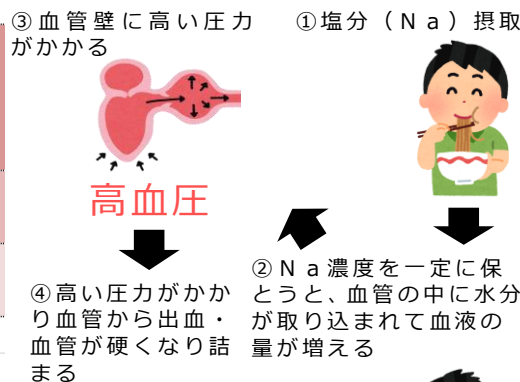 ①塩分（Ｎａ）摂取
②Ｎａ濃度を一定に保
とうと、血管の中に水分
が取り込まれて血液の
量が増える
③血管壁に高い圧力
がかかる
高血圧
④高い圧力がかか
り血管から出血・
血管が硬くなり詰
まる